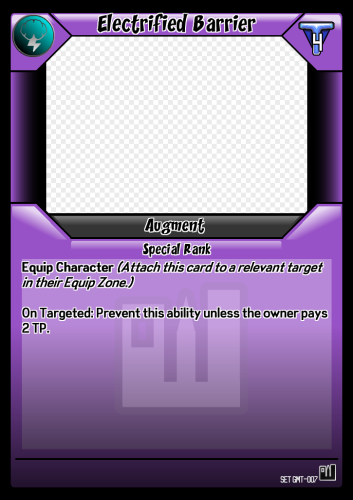 Electrified Barrier
4
Augment
Special Rank
Equip Character (Attach this card to a relevant target
in their Equip Zone.)
On Targeted: Prevent this ability unless the owner pays
2 TP.
SET GMT-007